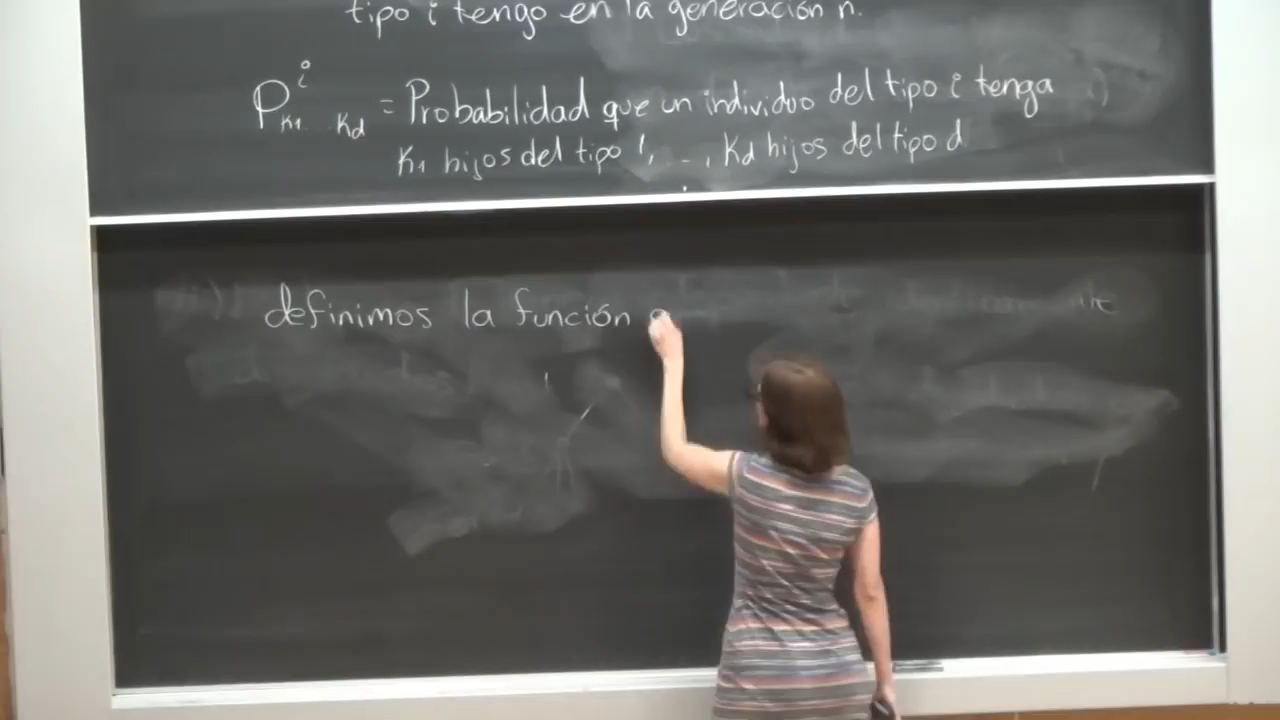 tipo i tengo en la generación n.
P^i_{K1 ... Kd} = Probabilidad que un individuo del tipo i tenga
K1 hijos del tipo 1, ..., Kd hijos del tipo d
definimos la función